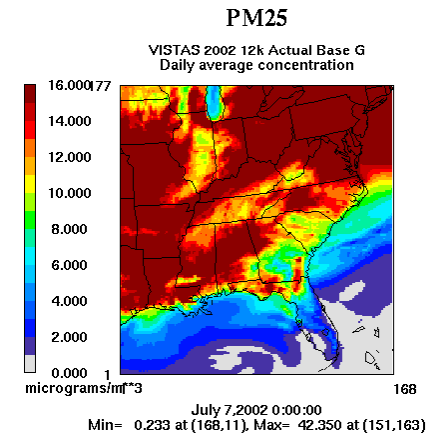 PM25
VISTAS 2002 12k Actual Base G
Daily average concentration
16.000
177
14.000
12.000
10.000
8.000
6.000
4.000
2.000
0.000
1
micrograms/m**3
168
July 7,2002 0:00:00
Min= 0.233 at (168,11), Max= 42.350 at (151,163)